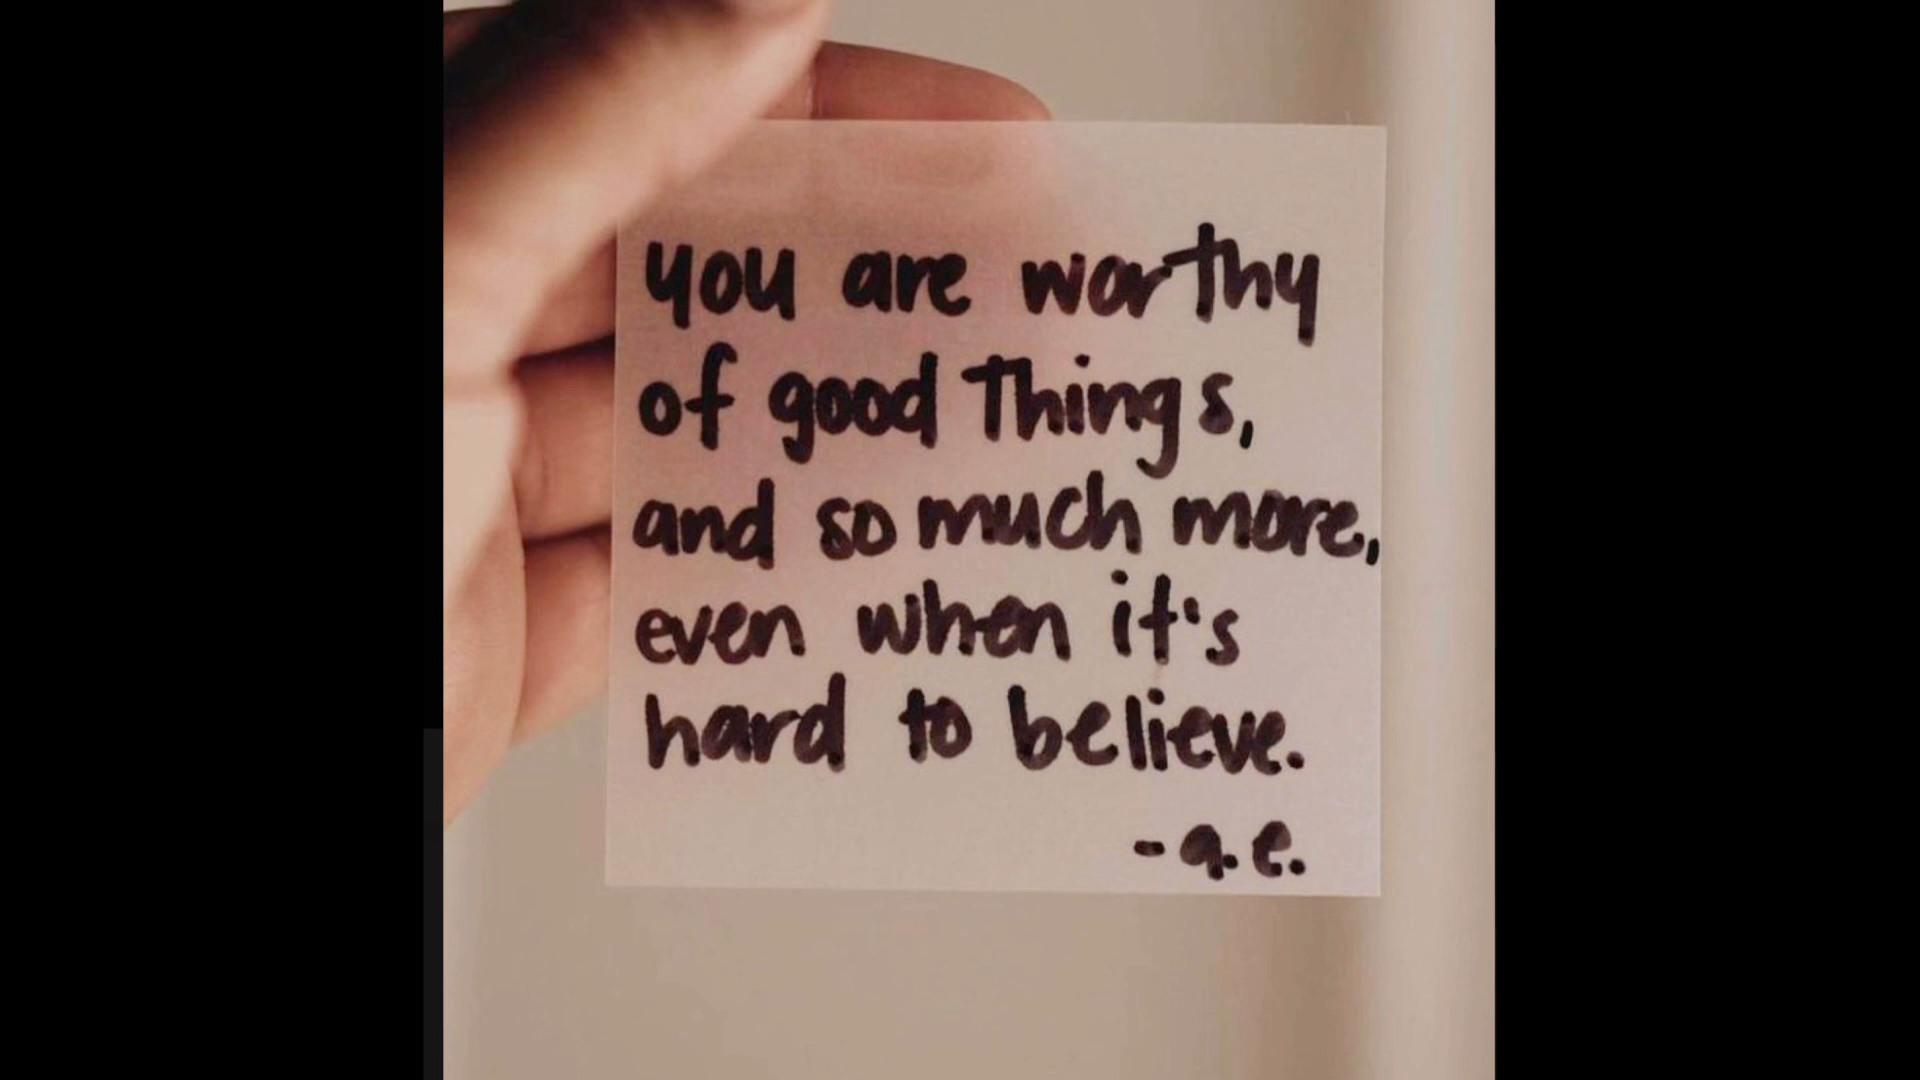 you are worthy
of good things,
and so much more,
even when it's
hard to believe.
-a.e.